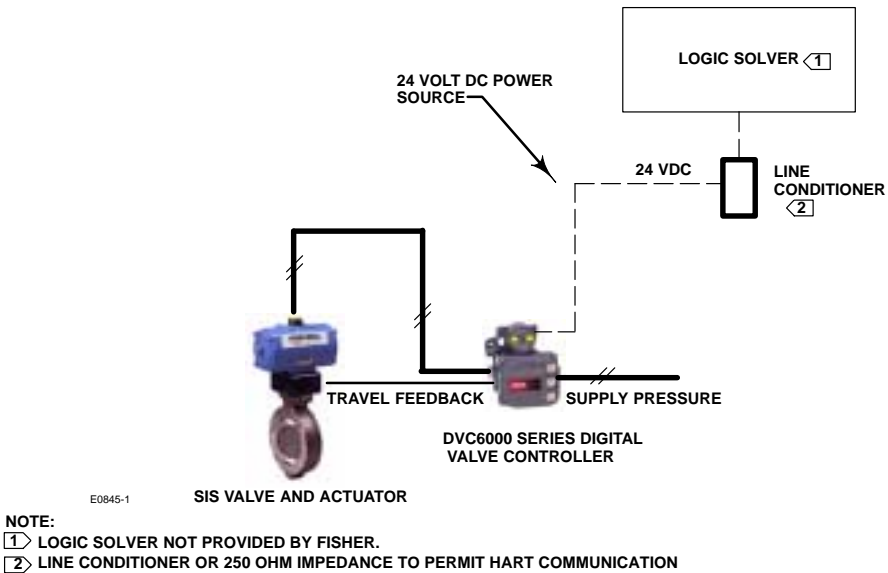 LOGIC SOLVER 1
24 VOLT DC POWER
SOURCE
24 VDC
LINE
CONDITIONER
2
TRAVEL FEEDBACK
SUPPLY PRESSURE
DVC6000 SERIES DIGITAL
VALVE CONTROLLER
SIS VALVE AND ACTUATOR
E0845-1
NOTE:
1 LOGIC SOLVER NOT PROVIDED BY FISHER.
2 LINE CONDITIONER OR 250 OHM IMPEDANCE TO PERMIT HART COMMUNICATION